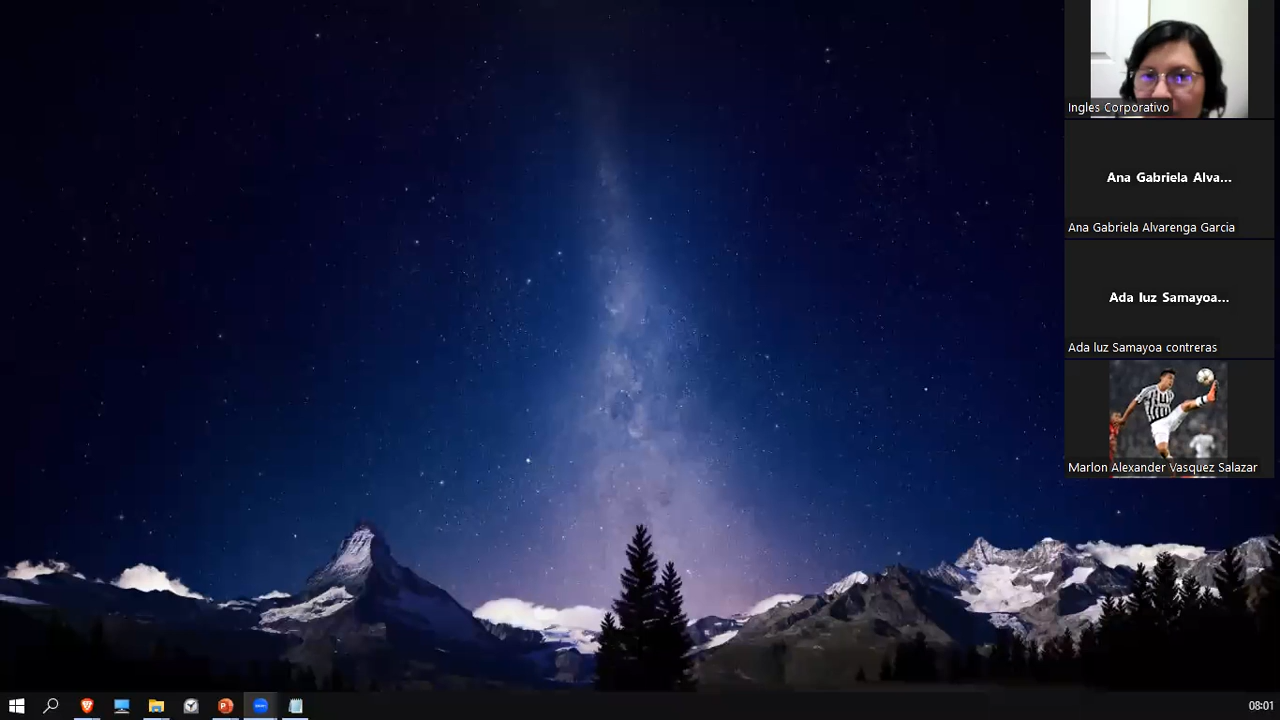 Ingles Corporativo
Ana Gabriela Alva...
Ana Gabriela Alvarenga Garcia
Ada luz Samayoa...
Ada luz Samayoa contreras
Marlon Alexander Vasquez Salazar
08:01